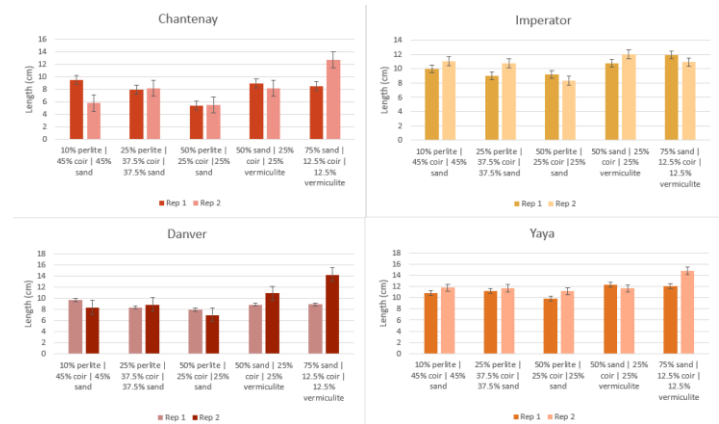 Chantenay
Length (cm)
16
14
12
10
8
6
4
2
0
10% perlite | 25% perlite | 50% perlite | 50% sand | 25% 75% sand |
45% coir | 45% 37.5% coir | 25% coir |25% coir | 25% 12.5% coir |
sand 37.5% sand sand vermiculite 12.5%
vermiculite
Rep 1 Rep 2
Imperator
Length (cm)
14
12
10
8
6
4
2
0
10% perlite | 25% perlite | 50% perlite | 50% sand | 25% 75% sand |
45% coir | 45% 37.5% coir | 25% coir |25% coir | 25% 12.5% coir |
sand 37.5% sand sand vermiculite 12.5%
vermiculite
Rep 1 Rep 2
Danver
Length (cm)
18
16
14
12
10
8
6
4
2
0
10% perlite | 25% perlite | 50% perlite | 50% sand | 25% 75% sand |
45% coir | 45% 37.5% coir | 25% coir |25% coir | 25% 12.5% coir |
sand 37.5% sand sand vermiculite 12.5%
vermiculite
Rep 1 Rep 2
Yaya
Length (cm)
18
16
14
12
10
8
6
4
2
0
10% perlite | 25% perlite | 50% perlite | 50% sand | 25% 75% sand |
45% coir | 45% 37.5% coir | 25% coir |25% coir | 25% 12.5% coir |
sand 37.5% sand sand vermiculite 12.5%
vermiculite
Rep 1 Rep 2